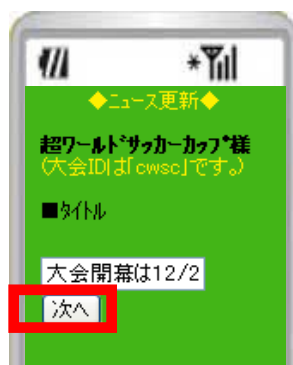 ◆ニュース更新◆
超ワールドサッカーカップ様
(大会IDは「cwsc」です。)
■タイトル
大会開幕は12/2
次へ